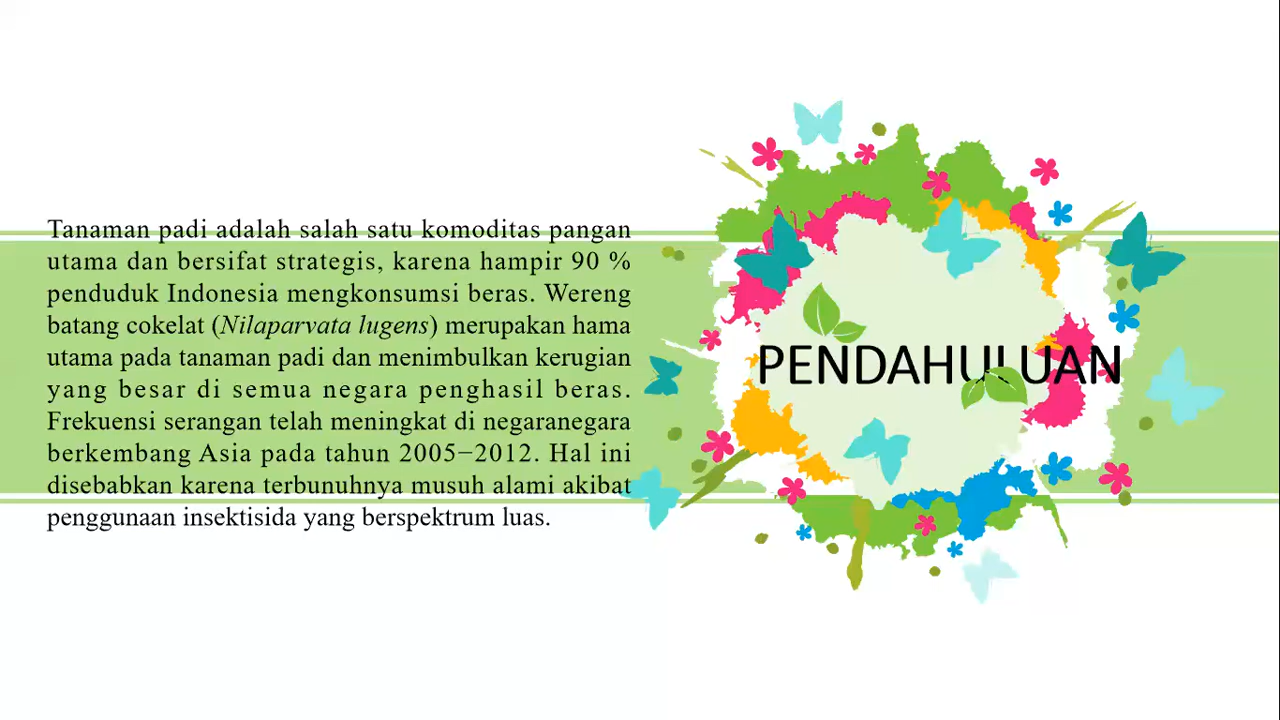 Tanaman padi adalah salah satu komoditas pangan
utama dan bersifat strategis, karena hampir 90 %
penduduk Indonesia mengkonsumsi beras. Wereng
batang cokelat (Nilaparvata lugens) merupakan hama
utama pada tanaman padi dan menimbulkan kerugian
yang besar di semua negara penghasil beras.
Frekuensi serangan telah meningkat di negaranegara
berkembang Asia pada tahun 2005−2012. Hal ini
disebabkan karena terbunuhnya musuh alami akibat
penggunaan insektisida yang berspektrum luas.
PENDAHULUAN